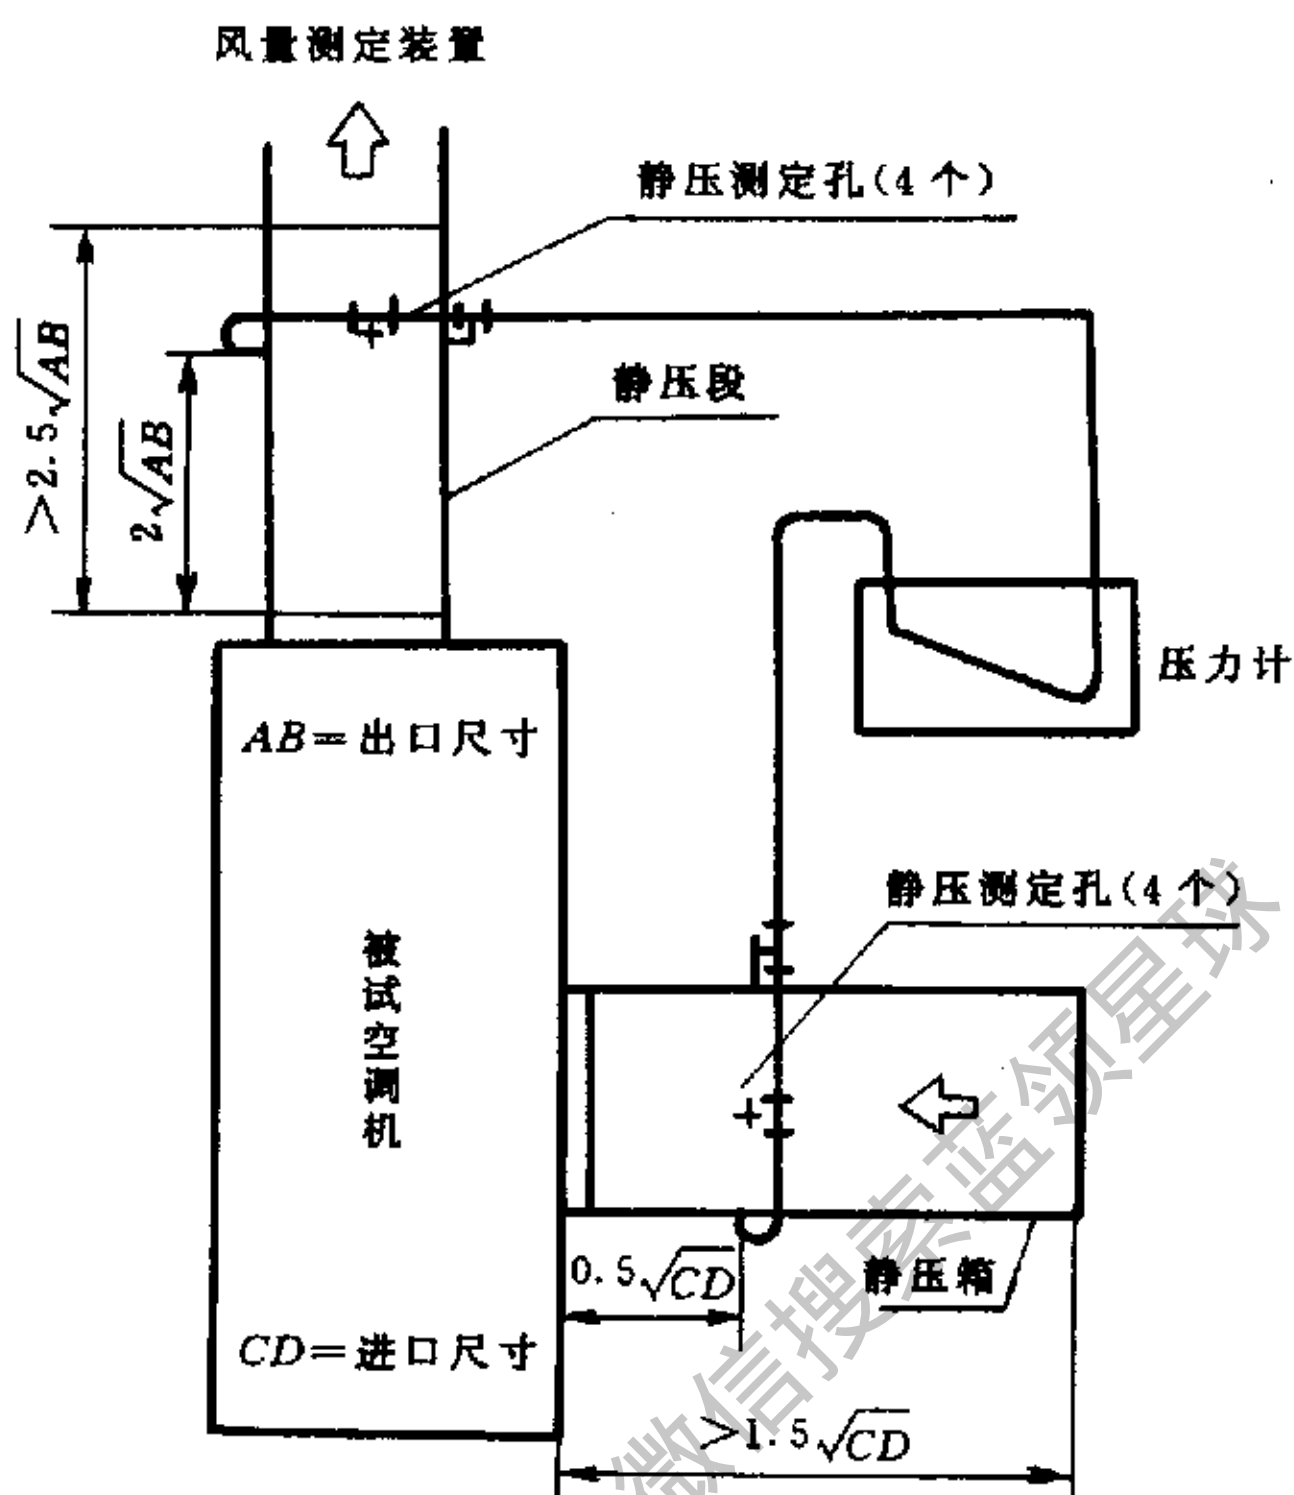 风量测定装置
静压测定孔(4 个)
>2.5√AB
2√AB
静压段
压力计
AB=出口尺寸
静压测定孔(4 个)
被试空调机
0.5√CD
静压箱
CD=进口尺寸
>1.5√CD
微信搜索蓝领星球